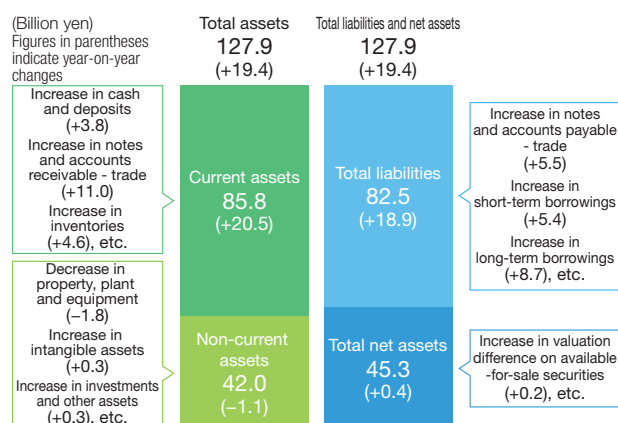 (Billion yen)
Figures in parentheses
indicate year-on-year
changes
Total assets
127.9
(+19.4)
Total liabilities and net assets
127.9
(+19.4)
Increase in cash
and deposits
(+3.8)
Increase in notes
and accounts
receivable - trade
(+11.0)
Increase in
inventories
(+4.6), etc.
Decrease in
property, plant
and equipment
(−1.8)
Increase in
intangible assets
(+0.3)
Increase in investments
and other assets
(+0.3), etc.
Current assets
85.8
(+20.5)
Non-current
assets
42.0
(−1.1)
Total liabilities
82.5
(+18.9)
Total net assets
45.3
(+0.4)
Increase in notes
and accounts payable
- trade
(+5.5)
Increase in
short-term borrowings
(+5.4)
Increase in
long-term borrowings
(+8.7), etc.
Increase in valuation
difference on available
-for-sale securities
(+0.2), etc.